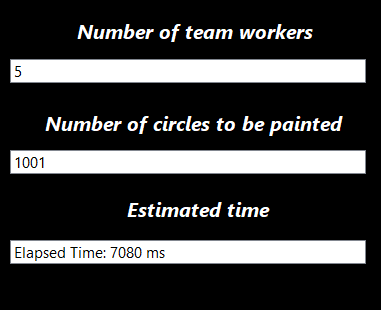 Number of team workers
5
Number of circles to be painted
1001
Estimated time
Elapsed Time: 7080 ms